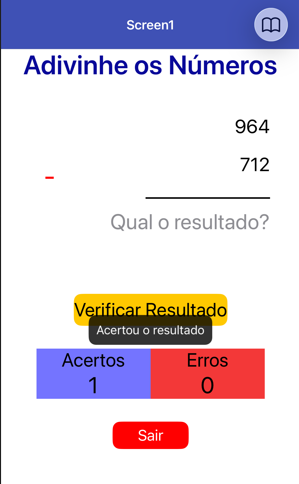 Screen1
Adivinhe os Números
964
712
-
Qual o resultado?
Verificar Resultado
Acertou o resultado
Acertos
Erros
1
0
Sair